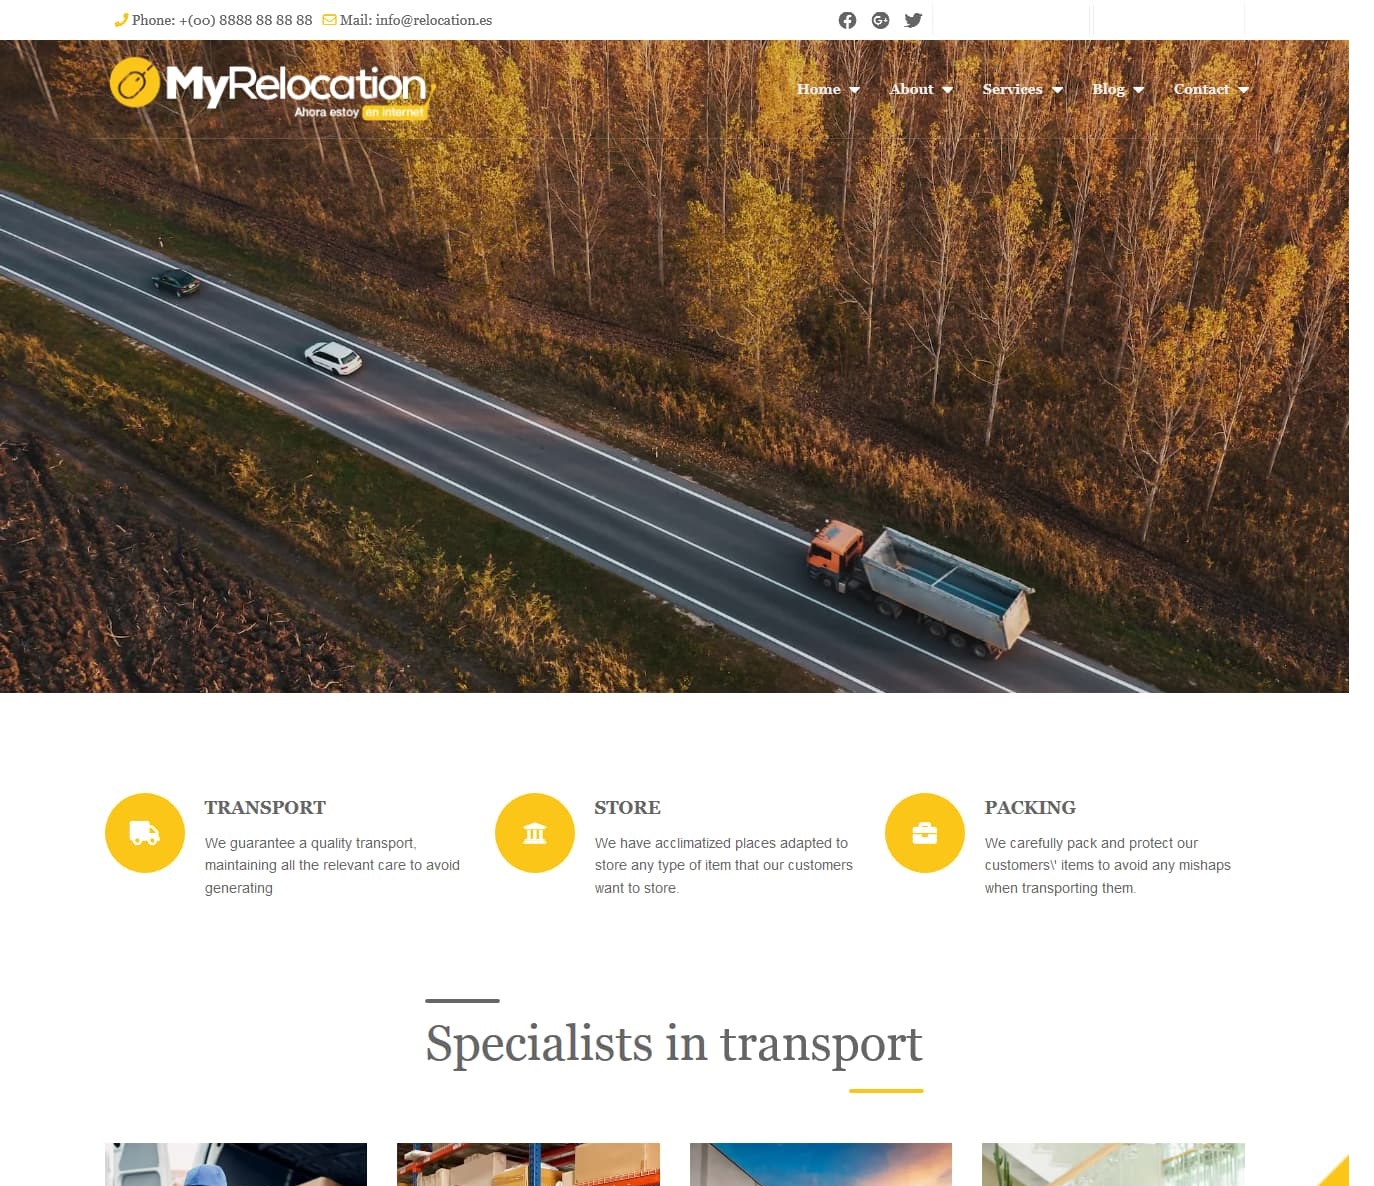 Phone: +(00) 8888 88 88 88 Mail: info@relocation.es
MyRelocation
Ahora estoy en internet
Home About Services Blog Contact
TRANSPORT
We guarantee a quality transport,
maintaining all the relevant care to avoid
generating
STORE
We have acclimatized places adapted to
store any type of item that our customers
want to store.
PACKING
We carefully pack and protect our
customers\' items to avoid any mishaps
when transporting them.
Specialists in transport